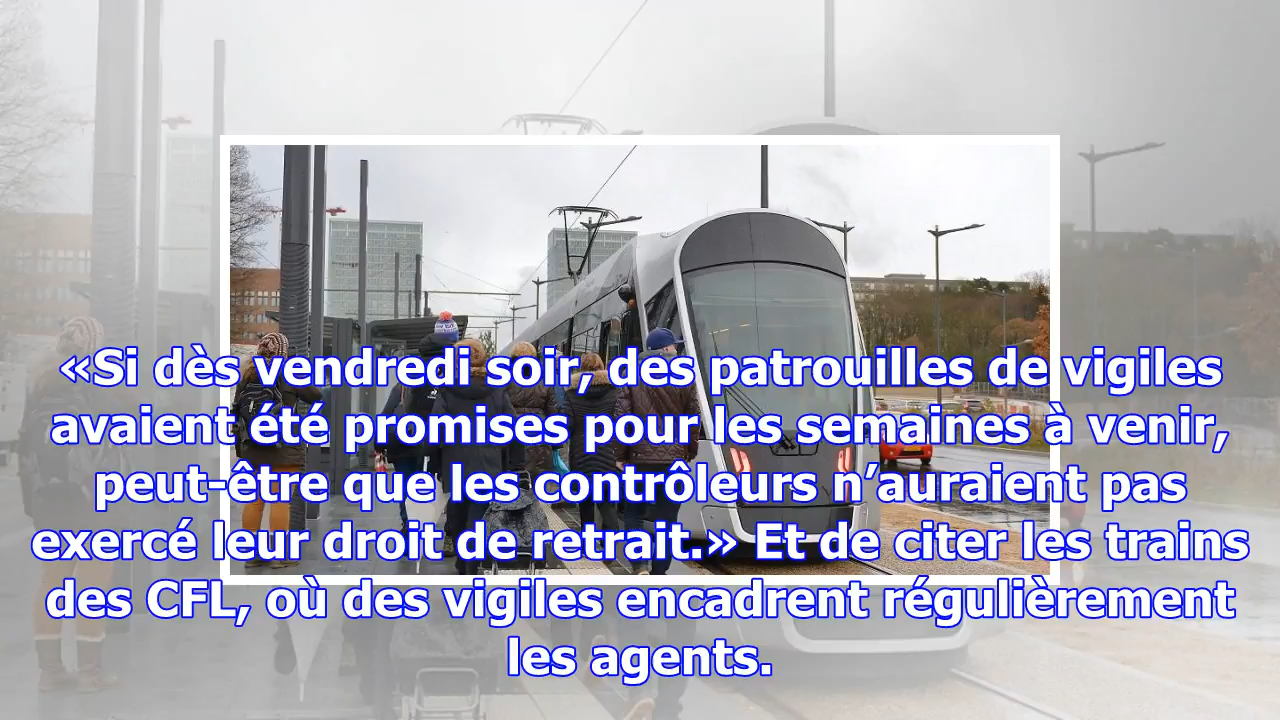 «Si dès vendredi soir, des patrouilles de vigiles
avaient été promises pour les semaines à venir,
peut-être que les contrôleurs n’auraient pas
exercé leur droit de retrait.» Et de citer les trains
des CFL, où des vigiles encadrent régulièrement
les agents.